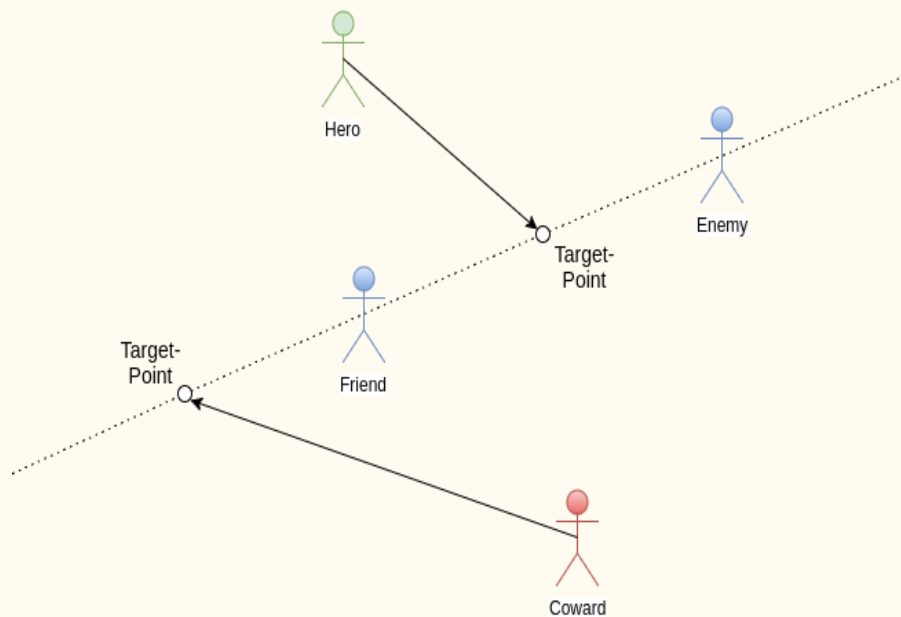 Hero
Enemy
Target-
Point
Target-
Point
Friend
Coward